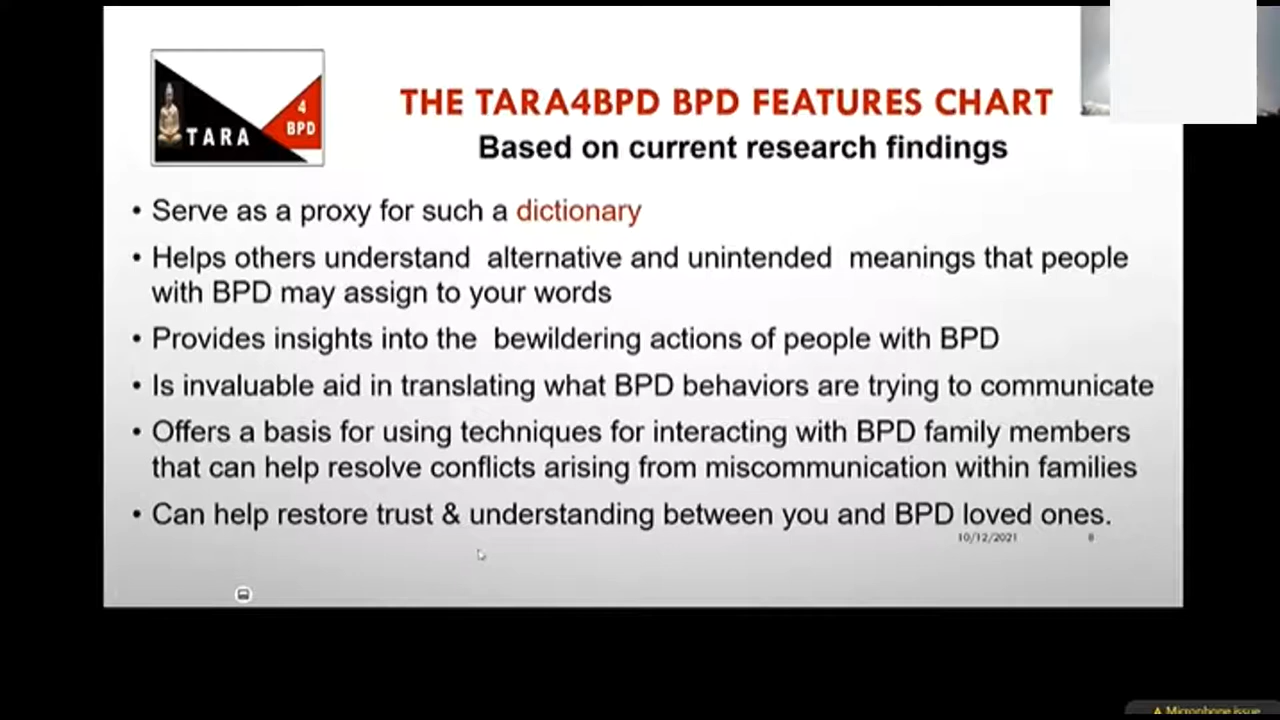 TARA
4
BPD
THE TARA4BPD BPD FEATURES CHART
Based on current research findings
• Serve as a proxy for such a dictionary
• Helps others understand alternative and unintended meanings that people
with BPD may assign to your words
• Provides insights into the bewildering actions of people with BPD
• Is invaluable aid in translating what BPD behaviors are trying to communicate
• Offers a basis for using techniques for interacting with BPD family members
that can help resolve conflicts arising from miscommunication within families
• Can help restore trust & understanding between you and BPD loved ones.
10/12/2021
8
Microphone issue